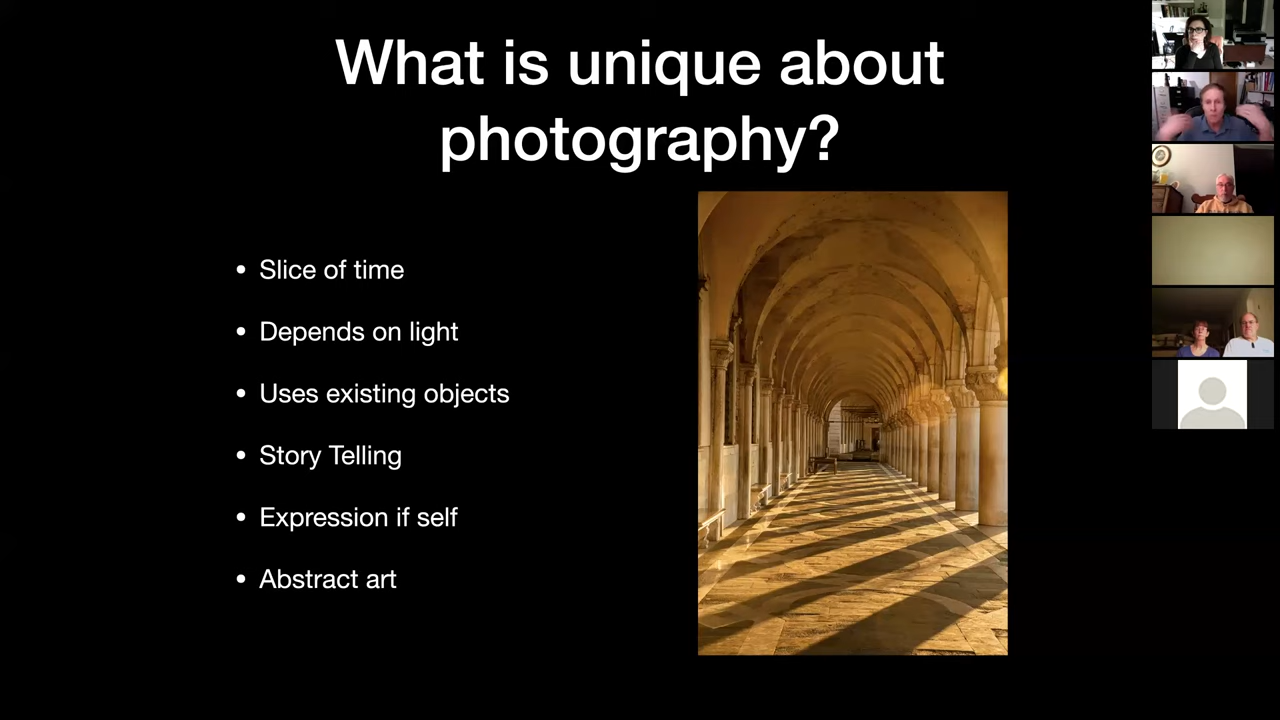 What is unique about
photography?
• Slice of time
• Depends on light
• Uses existing objects
• Story Telling
• Expression if self
• Abstract art